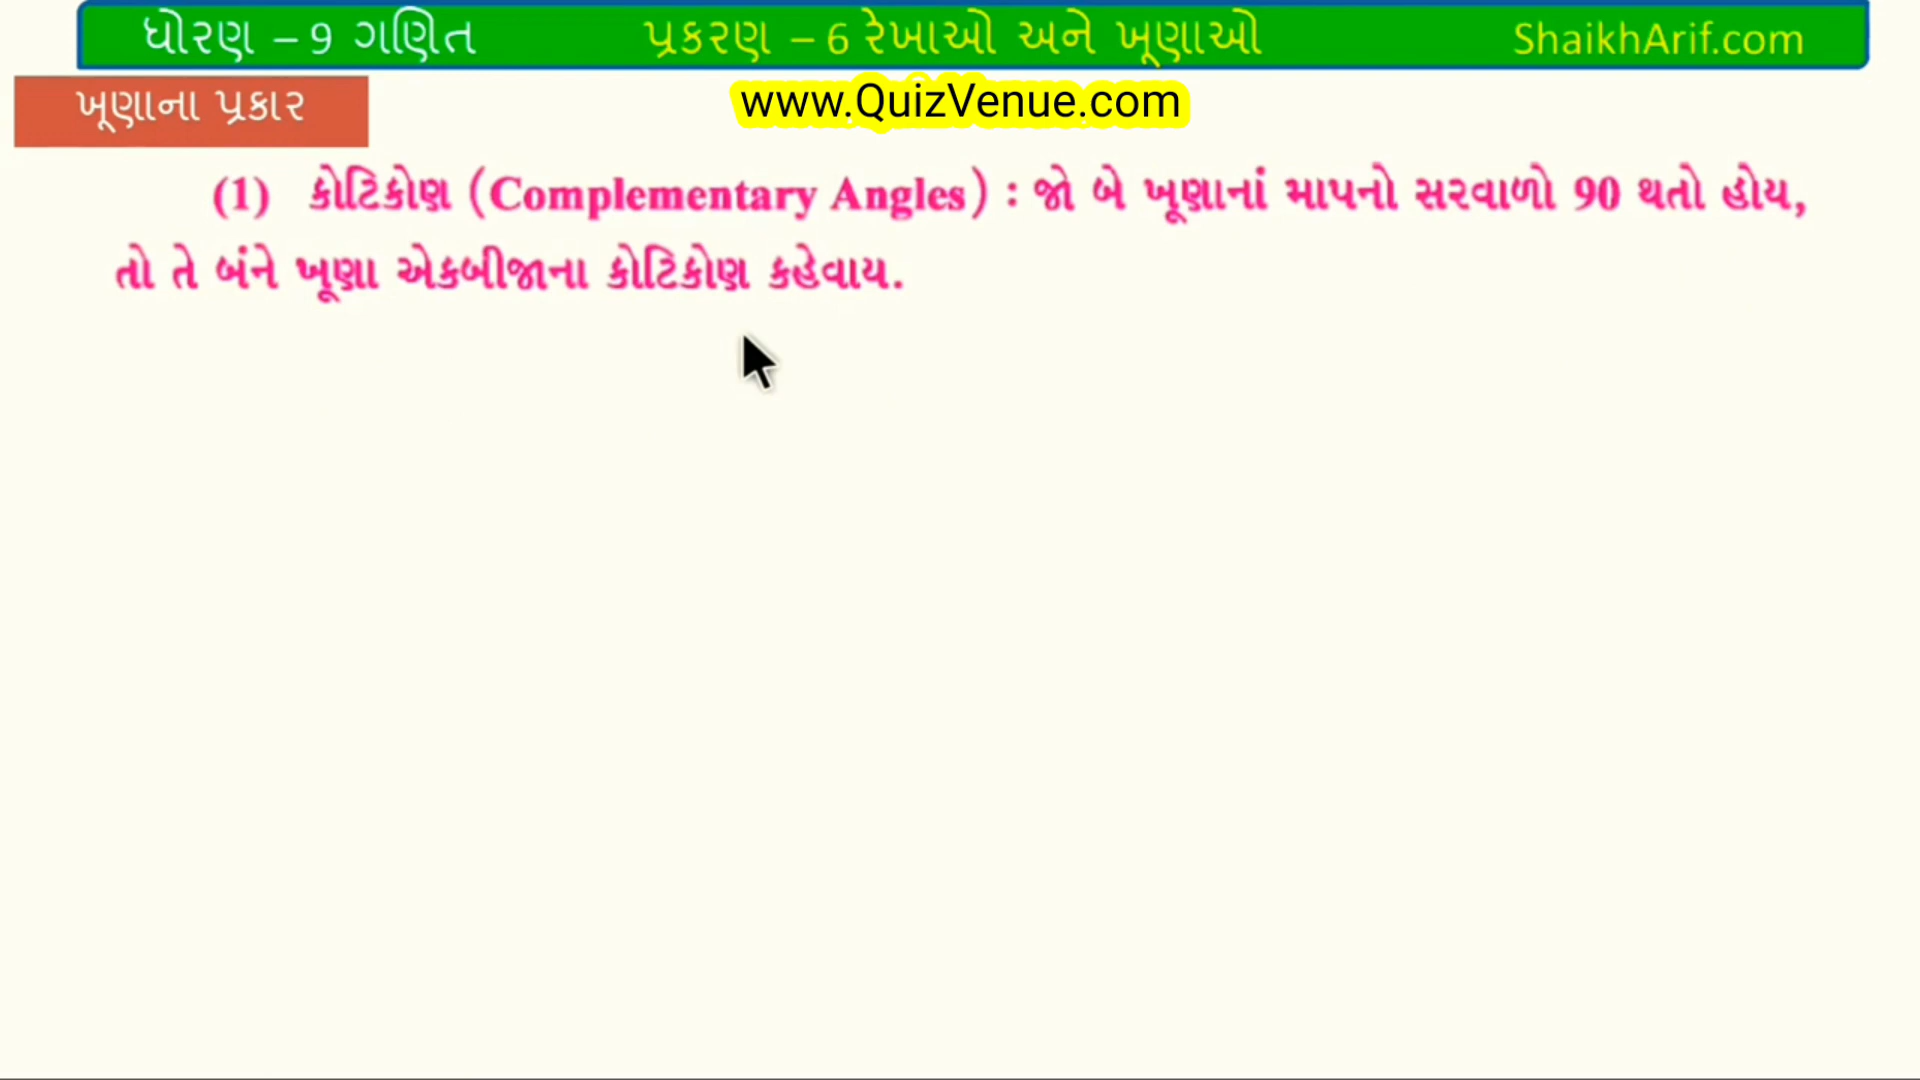 ધોરણ – 9 ગણિત પ્રકરણ – 6 રેખાઓ અને ખૂણાઓ ShaikhArif.com
www.QuizVenue.com
ખૂણાના પ્રકાર
(1) કોટિકોણ (Complementary Angles) : જો બે ખૂણાનાં માપનો સરવાળો 90 થતો હોય,
તો તે બંને ખૂણા એકબીજાના કોટિકોણ કહેવાય.